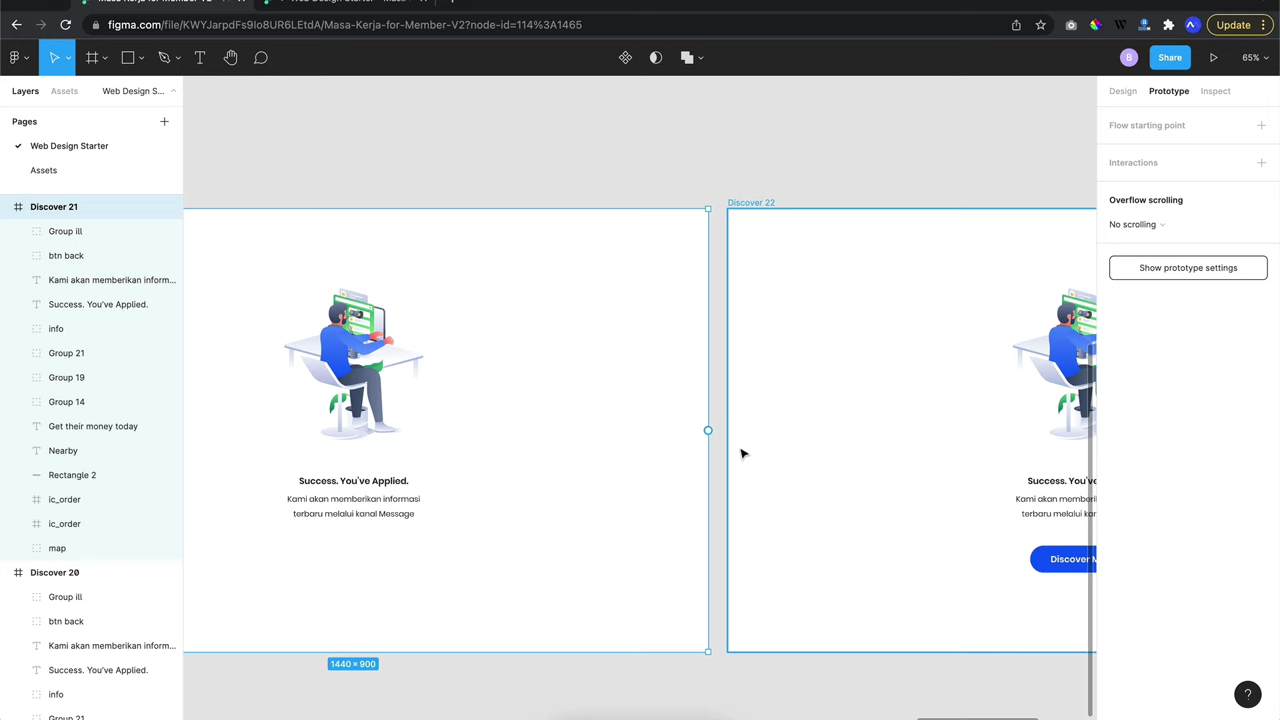 figma.com/file/KWYJarpdFs9Io8UR6LEtdA/Masa-Kerja-for-Member-V2?node-id=114%3A1465
Update
B
Share
65%
Layers
Assets
Web Design S...
Pages
Web Design Starter
Assets
Discover 21
Group ill
btn back
Kami akan memberikan inform...
Success. You've Applied.
info
Group 21
Group 19
Group 14
Get their money today
Nearby
Rectangle 2
ic_order
ic_order
map
Discover 20
Group ill
btn back
Kami akan memberikan inform...
Success. You've Applied.
info
Group 21
Success. You've Applied.
Kami akan memberikan informasi
terbaru melalui kanal Message
1440 × 900
Discover 22
Success. You've
Kami akan memberi
terbaru melalui ka
Discover
Design
Prototype
Inspect
Flow starting point
Interactions
Overflow scrolling
No scrolling
Show prototype settings
?